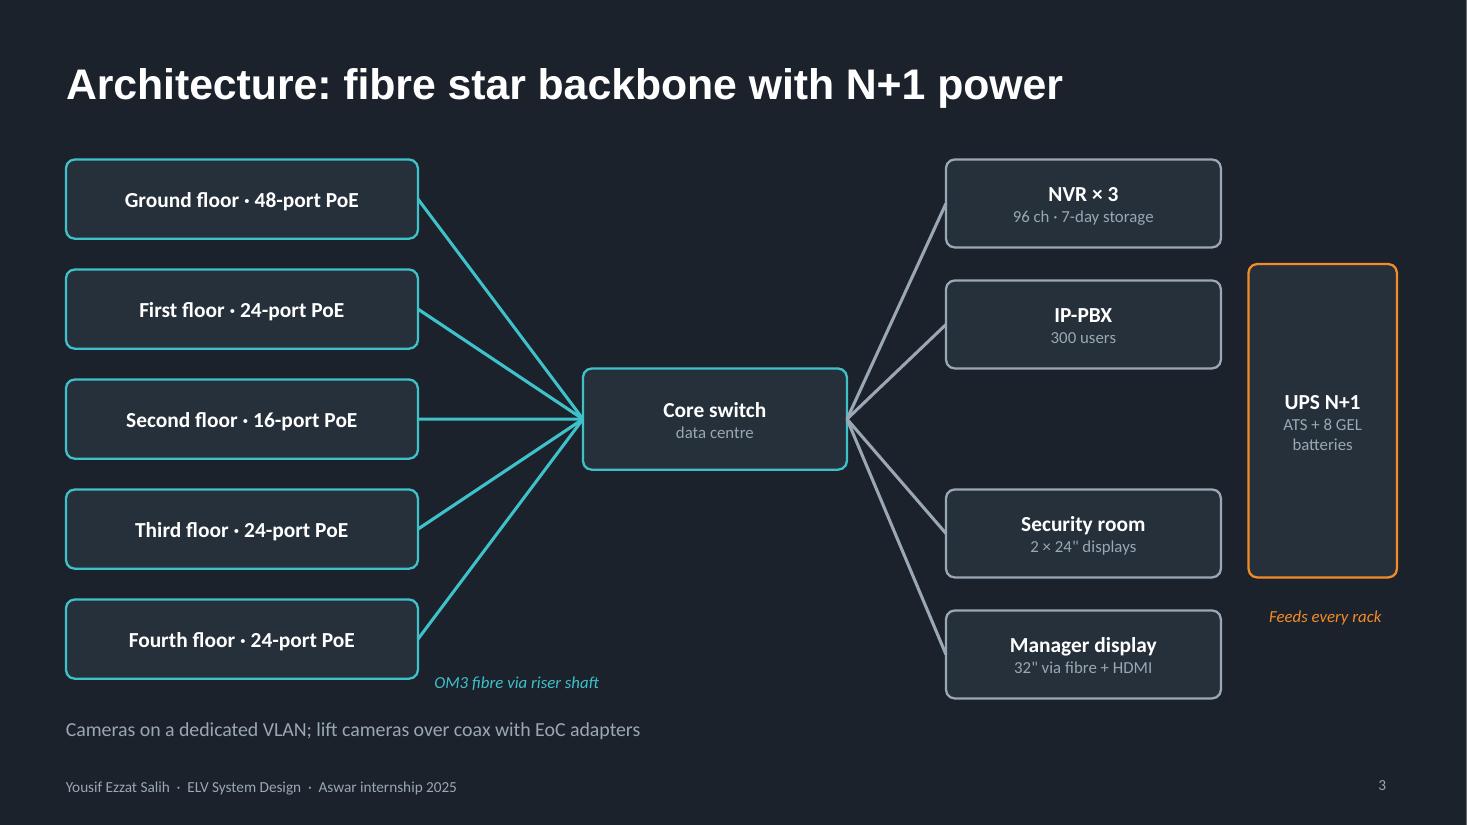 Architecture: fibre star backbone with N+1 power
Ground floor · 48-port PoE
First floor · 24-port PoE
Second floor · 16-port PoE
Third floor · 24-port PoE
Fourth floor · 24-port PoE
OM3 fibre via riser shaft
Core switch
data centre
NVR × 3
96 ch · 7-day storage
IP-PBX
300 users
Security room
2 × 24" displays
Manager display
32" via fibre + HDMI
UPS N+1
ATS + 8 GEL
batteries
Feeds every rack
Cameras on a dedicated VLAN; lift cameras over coax with EoC adapters
Yousif Ezzat Salih · ELV System Design · Aswar internship 2025
3